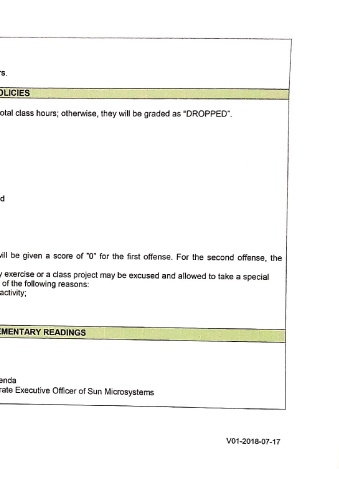 rs.
OLICIES
otal class hours; otherwise, they will be graded as "DROPPED".
d
will be given a score of "0" for the first offense. For the second offense, the
y exercise or a class project may be excused and allowed to take a special
of the following reasons:
activity;
EMENTARY READINGS
enda
rate Executive Officer of Sun Microsystems
V01-2018-07-17